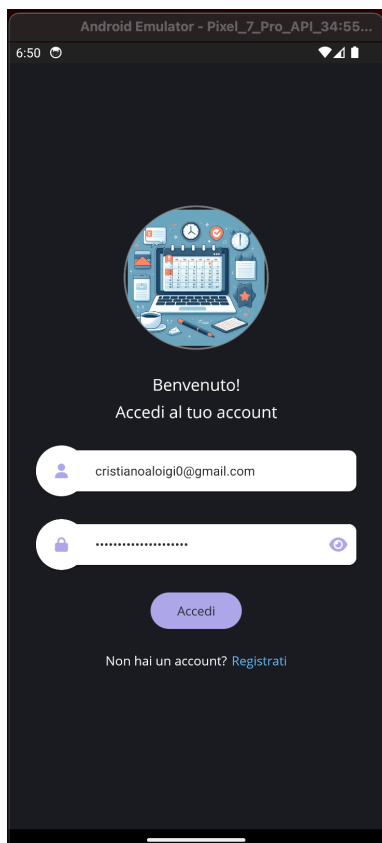 Android Emulator - Pixel_7_Pro_API_34:55...
6:50
Benvenuto!
Accedi al tuo account
cristianoaloigi0@gmail.com
•••••••••••••••••••••
Accedi
Non hai un account? Registrati